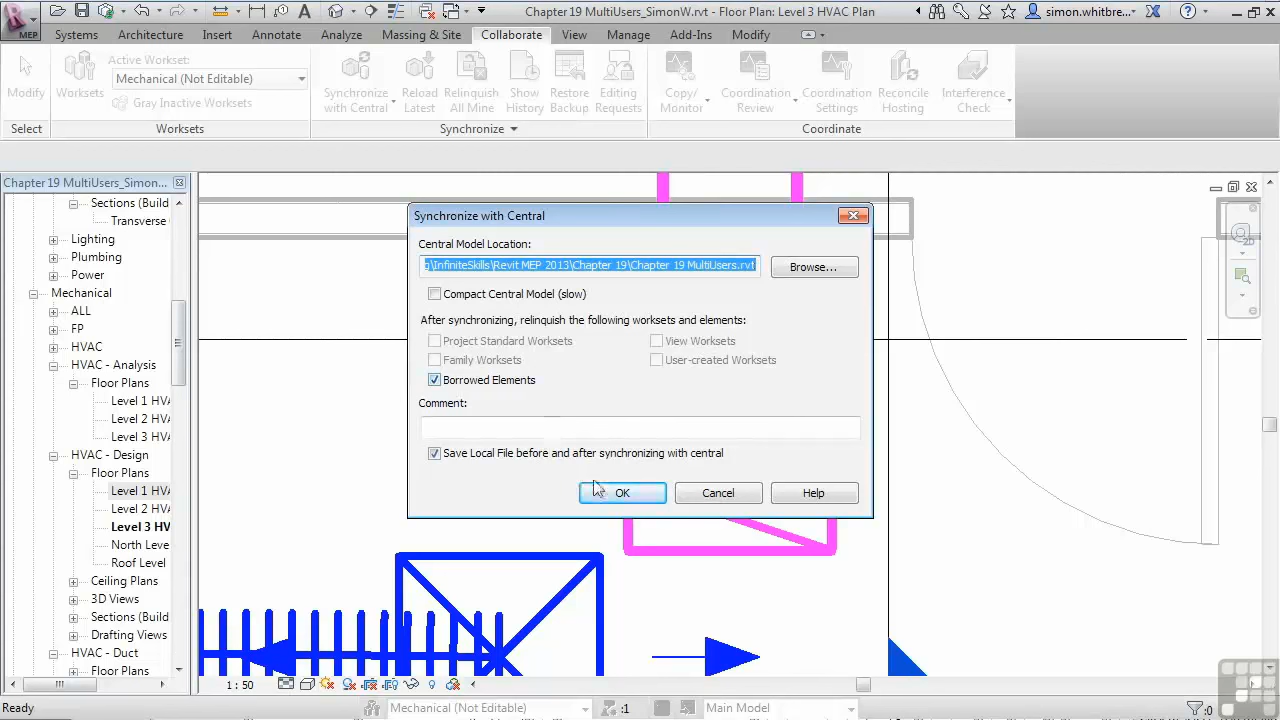 Chapter 19 MultiUsers_SimonW.rvt - Floor Plan: Level 3 HVAC Plan
simon.whitbre...
MEP
Systems Architecture Insert Annotate Analyze Massing & Site Collaborate View Manage Add-Ins Modify
Modify
Select
Worksets
Active Workset:
Mechanical (Not Editable)
Gray Inactive Worksets
Worksets
Synchronize with Central
Reload Latest
Relinquish All Mine
Show History
Restore Backup
Editing Requests
Synchronize
Copy/ Monitor
Coordination Review
Coordination Settings
Reconcile Hosting
Interference Check
Coordinate
Chapter 19 MultiUsers_Simon...
Sections (Build
Transverse
Lighting
Plumbing
Power
Mechanical
ALL
FP
HVAC
HVAC - Analysis
Floor Plans
Level 1 HVA
Level 2 HVA
Level 3 HVA
HVAC - Design
Floor Plans
Level 1 HVA
Level 2 HVA
Level 3 HV
North Leve
Roof Level
Ceiling Plans
3D Views
Sections (Build
Drafting Views
HVAC - Duct
Floor Plans
Synchronize with Central
Central Model Location:
g\InfiniteSkills\Revit MEP 2013\Chapter 19\Chapter 19 MultiUsers.rvt
Browse...
Compact Central Model (slow)
After synchronizing, relinquish the following worksets and elements:
Project Standard Worksets
View Worksets
Family Worksets
User-created Worksets
Borrowed Elements
Comment:
Save Local File before and after synchronizing with central
OK Cancel Help
2D
1 : 50
Ready
Mechanical (Not Editable)
:1
Main Model
:0